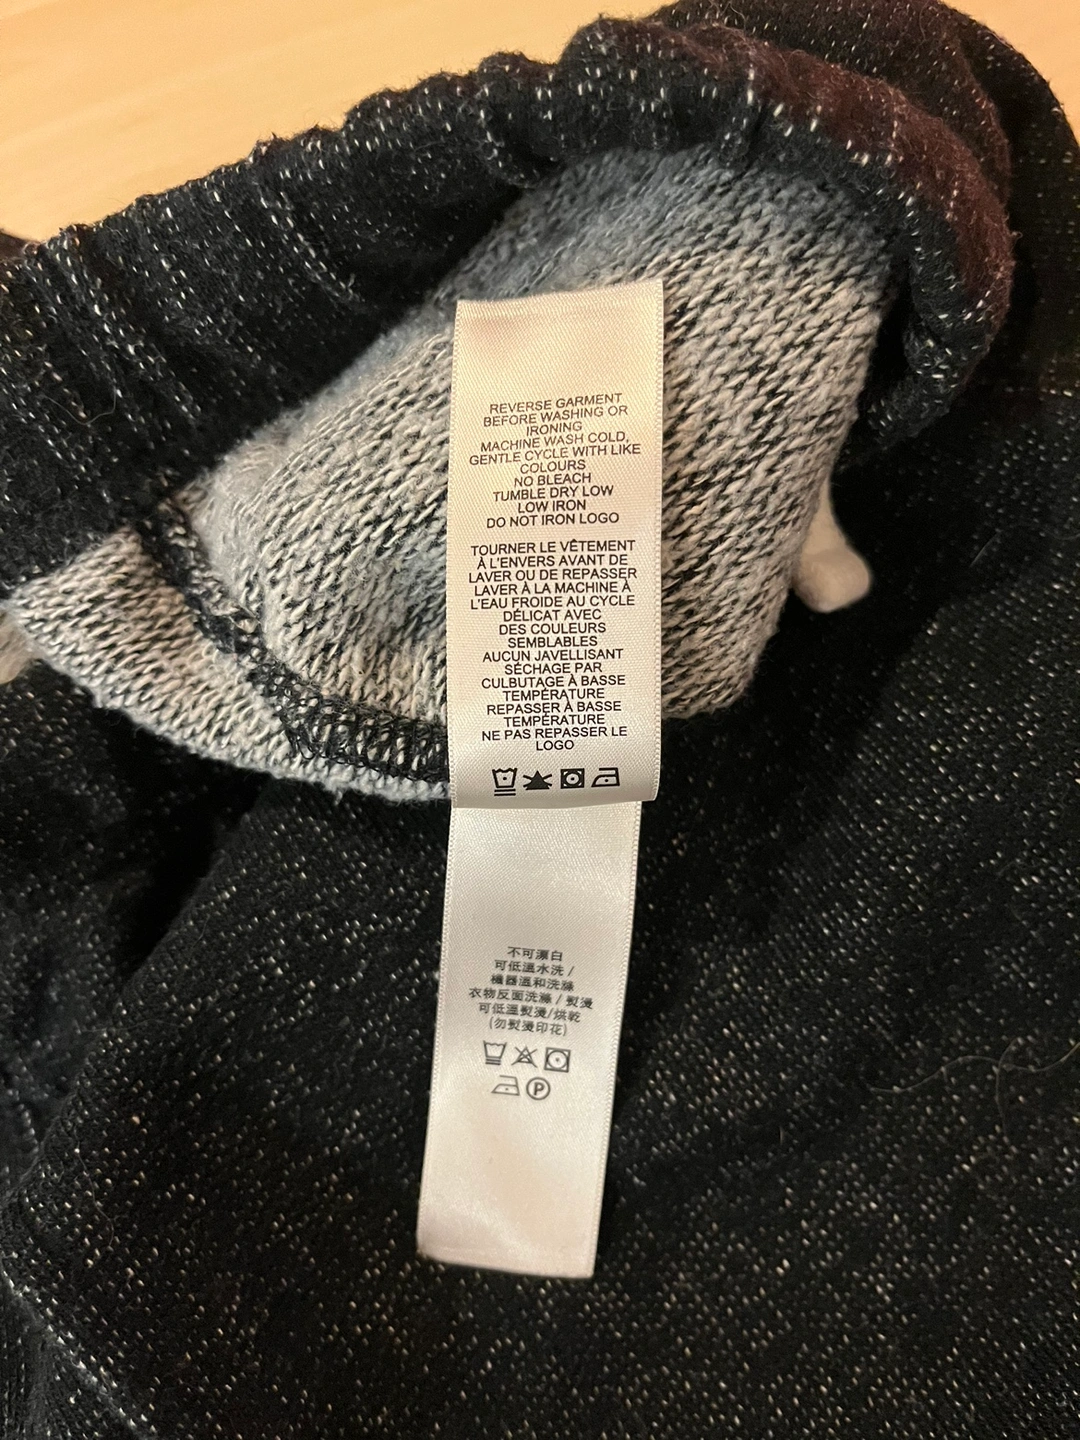 REVERSE GARMENT
BEFORE WASHING OR
IRONING
MACHINE WASH COLD,
GENTLE CYCLE WITH LIKE
COLOURS
NO BLEACH
TUMBLE DRY LOW
LOW IRON
DO NOT IRON LOGO
TOURNER LE VÊTEMENT
À L'ENVERS AVANT DE
LAVER OU DE REPASSER
LAVER À LA MACHINE À
L'EAU FROIDE AU CYCLE
DÉLICAT AVEC
DES COULEURS
SEMBLABLES
AUCUN JAVELLISANT
SÉCHAGE PAR
CULBUTAGE À BASSE
TEMPÉRATURE
REPASSER À BASSE
TEMPÉRATURE
NE PAS REPASSER LE
LOGO
不可漂白
可低溫水洗 /
機器溫和洗滌
衣物反面洗滌 / 熨燙
可低溫熨燙/烘乾
(勿熨燙印花)
P